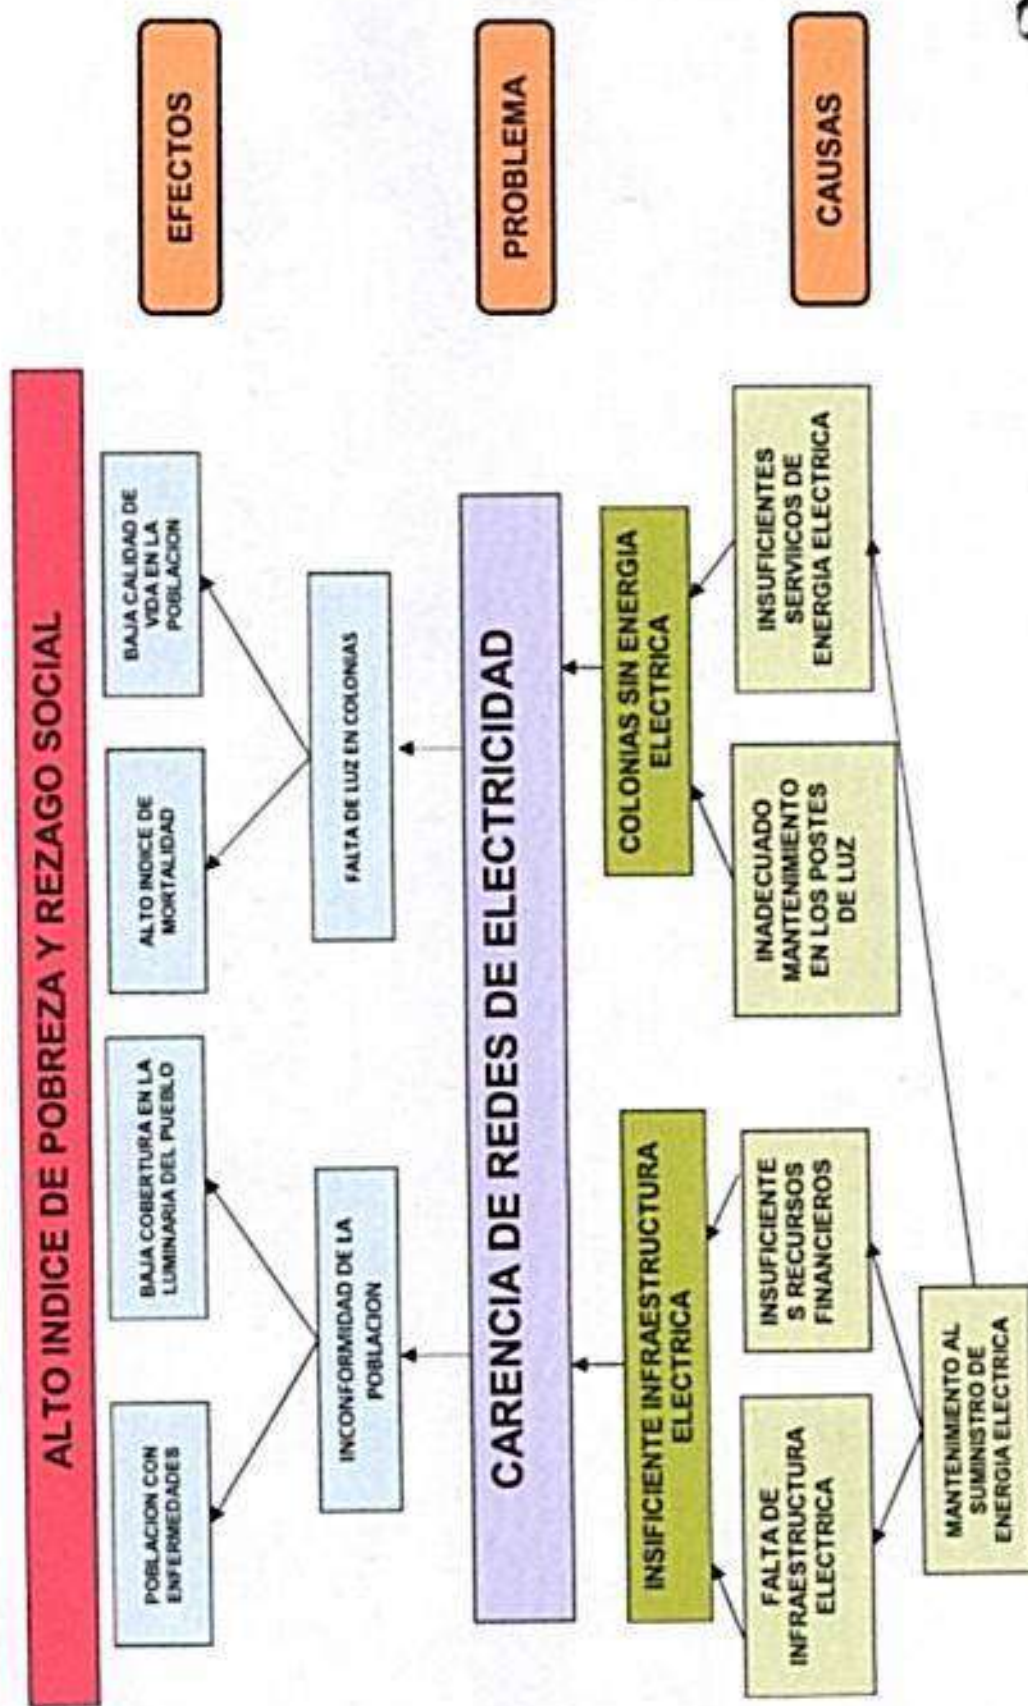 ALTO INDICE DE POBREZA Y REZAGO SOCIAL
EFECTOS
POBLACION CON
ENFERMEDADES
BAJA COBERTURA EN LA
LUMINARIA DEL PUEBLO
ALTO INDICE DE
MORTALIDAD
BAJA CALIDAD DE
VIDA EN LA
POBLACION
INCONFORMIDAD DE LA
POBLACION
FALTA DE LUZ EN COLONIAS
CARENCIA DE REDES DE ELECTRICIDAD
PROBLEMA
INSIFICIENTE INFRAESTRUCTURA
ELECTRICA
COLONIAS SIN ENERGIA
ELECTRICA
FALTA DE
INFRAESTRUCTURA
ELECTRICA
INSUFICIENTE
S RECURSOS
FINANCIEROS
INADECUADO
MANTENIMIENTO
EN LOS POSTES
DE LUZ
INSUFICIENTES
SERVIICOS DE
ENERGIA ELECTRICA
CAUSAS
MANTENIMIENTO AL
SUMINISTRO DE
ENERGIA ELECTRICA